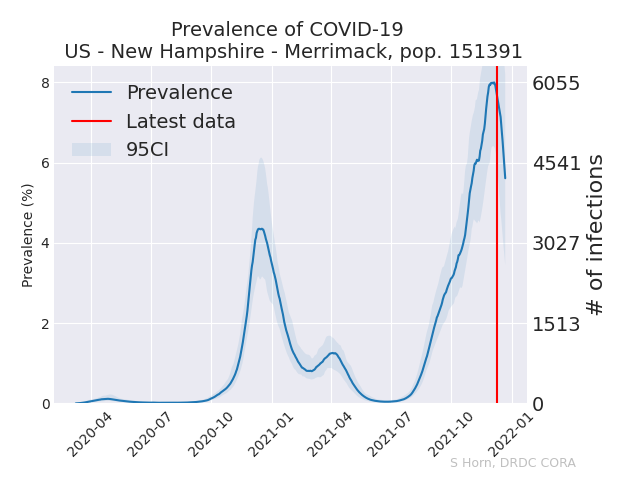 Prevalence of COVID-19
US - New Hampshire - Merrimack, pop. 151391
Prevalence
Latest data
95CI
Prevalence (%)
8
6
4
2
0
6055
4541
3027
1513
0
# of infections
2020-04
2020-07
2020-10
2021-01
2021-04
2021-07
2021-10
2022-01
S Horn, DRDC CORA